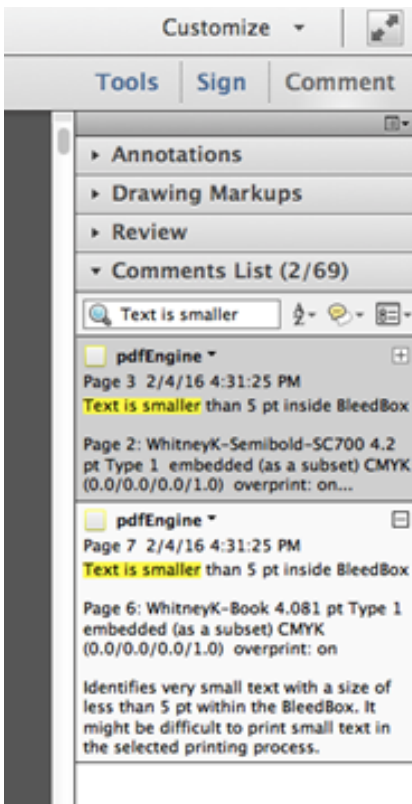 Customize
Tools Sign Comment
Annotations
Drawing Markups
Review
Comments List (2/69)
Text is smaller
pdfEngine
Page 3 2/4/16 4:31:25 PM
Text is smaller than 5 pt inside BleedBox
Page 2: WhitneyK-Semibold-SC700 4.2
pt Type 1 embedded (as a subset) CMYK
(0.0/0.0/0.0/1.0) overprint: on...
pdfEngine
Page 7 2/4/16 4:31:25 PM
Text is smaller than 5 pt inside BleedBox
Page 6: WhitneyK-Book 4.081 pt Type 1
embedded (as a subset) CMYK
(0.0/0.0/0.0/1.0) overprint: on
Identifies very small text with a size of
less than 5 pt within the BleedBox. It
might be difficult to print small text in
the selected printing process.